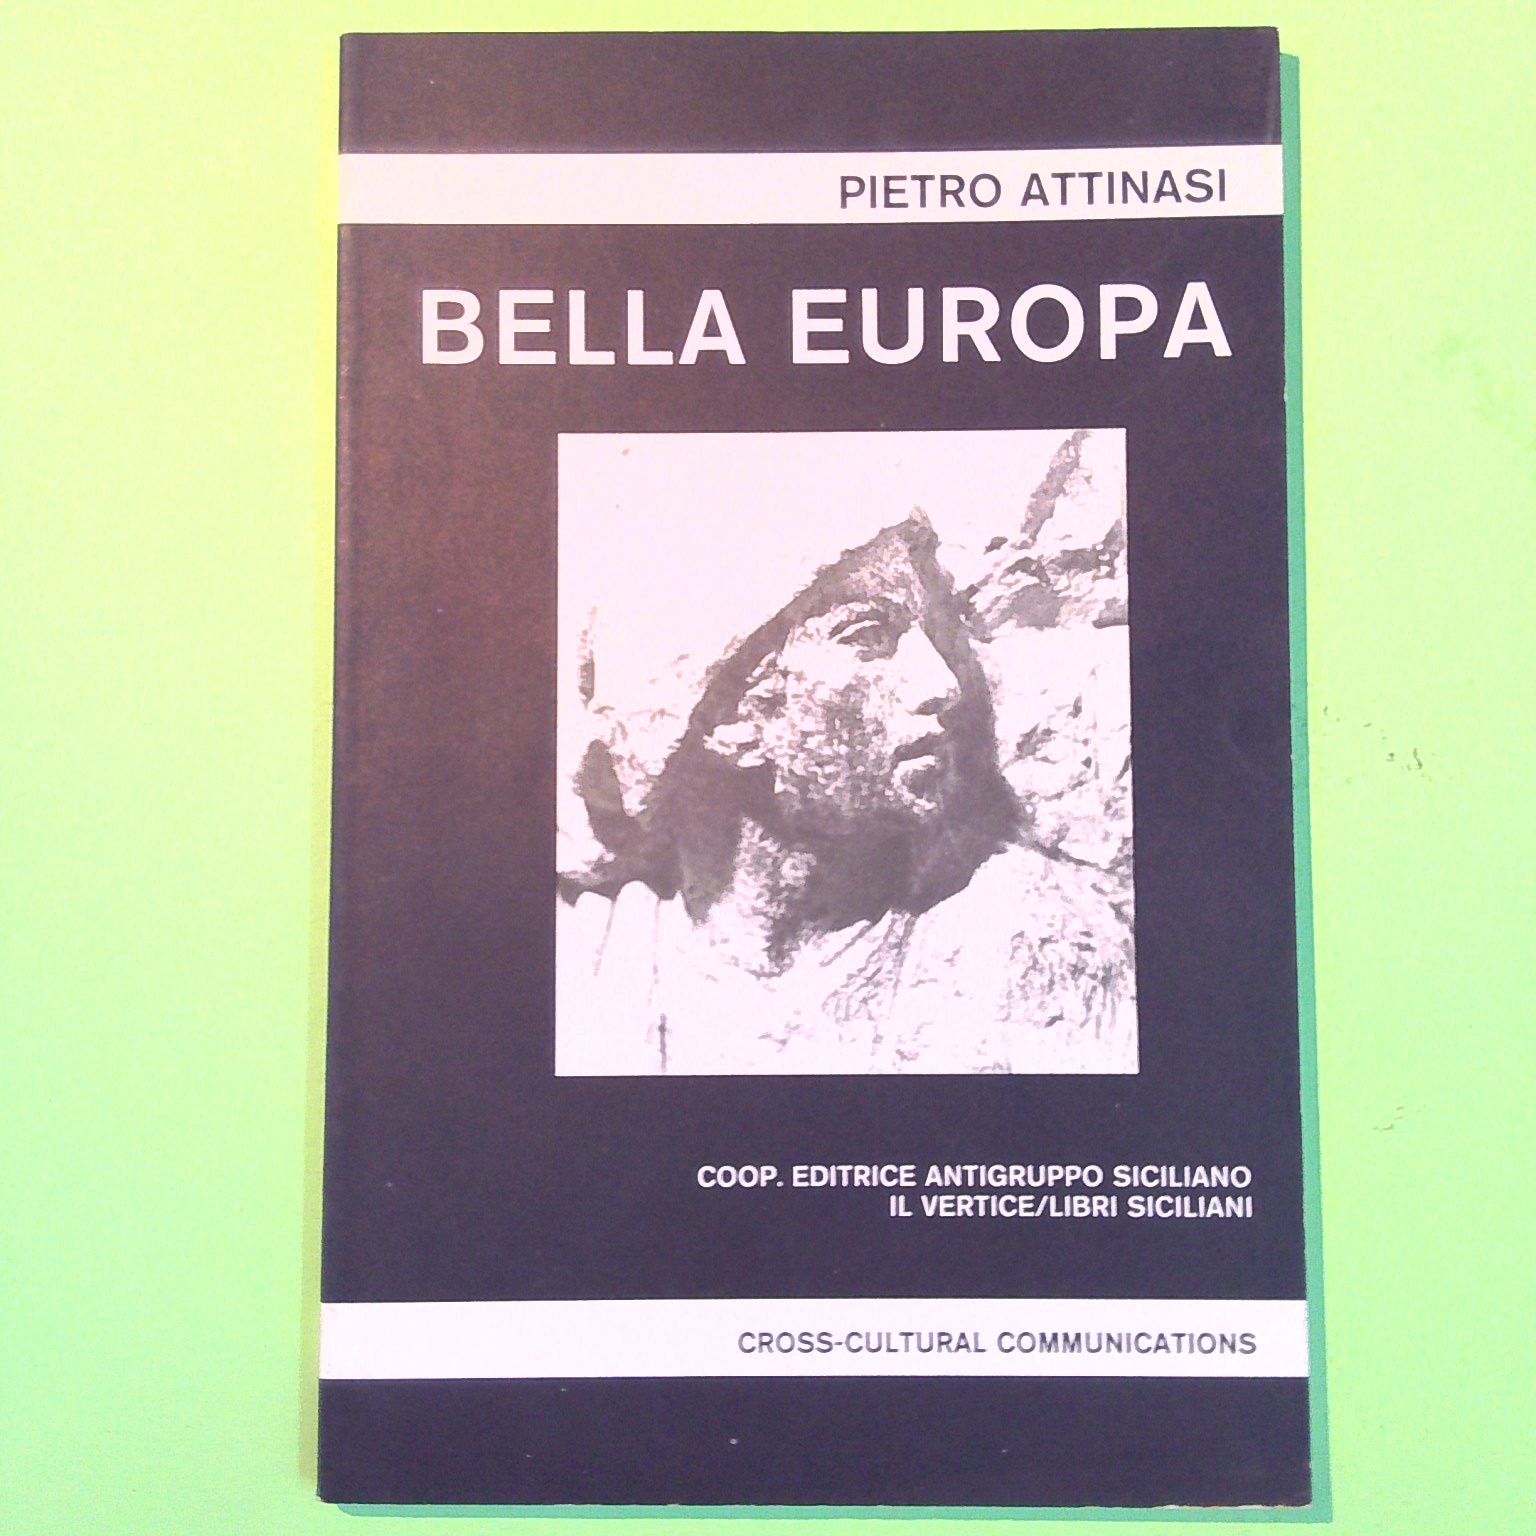 PIETRO ATTINASI
BELLA EUROPA
COOP. EDITRICE ANTIGRUPPO SICILIANO
IL VERTICE/LIBRI SICILIANI
CROSS-CULTURAL COMMUNICATIONS